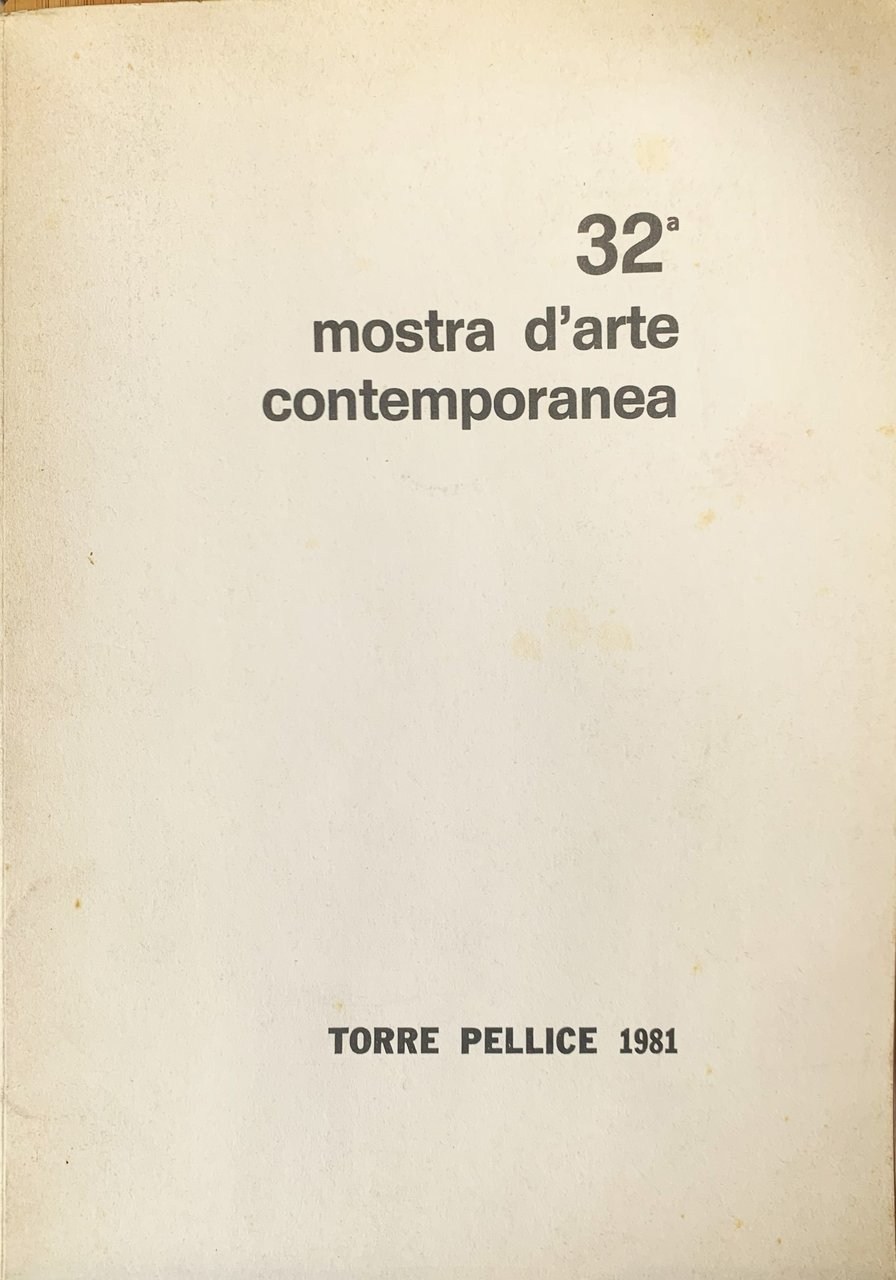 32ª
mostra d'arte
contemporanea
TORRE PELLICE 1981